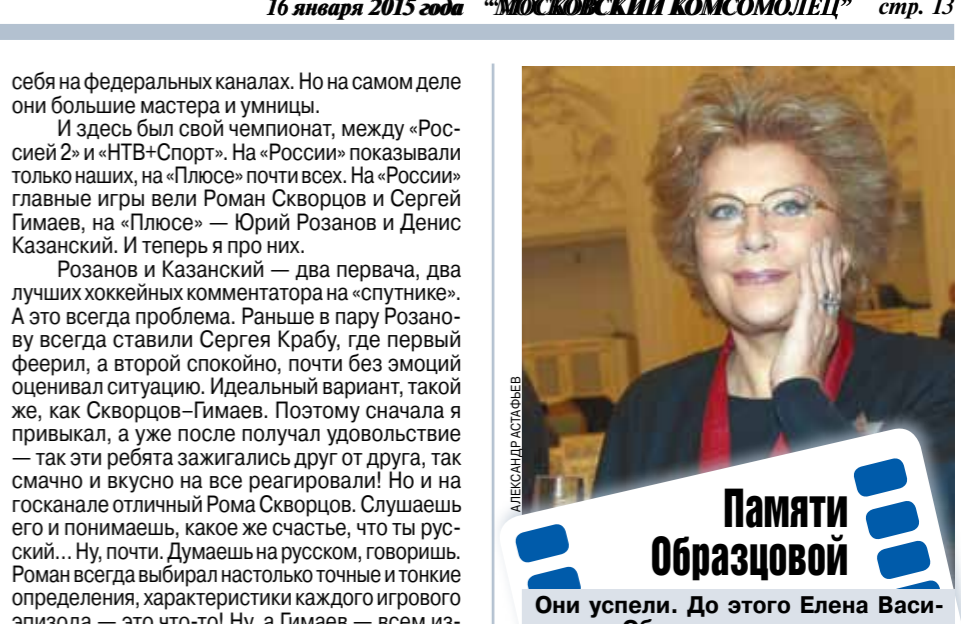 16 января 2015 года “МОСКОВСКИЙ КОМСОМОЛЕЦ” стр. 13
себя на федеральных каналах. Но на самом деле
они большие мастера и умницы.
И здесь был свой чемпионат, между «Рос-
сией 2» и «НТВ+Спорт». На «России» показывали
только наших, на «Плюсе» почти всех. На «России»
главные игры вели Роман Скворцов и Сергей
Гимаев, на «Плюсе» — Юрий Розанов и Денис
Казанский. И теперь я про них.
Розанов и Казанский — два первача, два
лучших хоккейных комментатора на «спутнике».
А это всегда проблема. Раньше в пару Розано-
ву всегда ставили Сергея Крабу, где первый
феерил, а второй спокойно, почти без эмоций
оценивал ситуацию. Идеальный вариант, такой
же, как Скворцов–Гимаев. Поэтому сначала я
привыкал, а уже после получал удовольствие
— так эти ребята зажигались друг от друга, так
смачно и вкусно на все реагировали! Но и на
госканале отличный Рома Скворцов. Слушаешь
его и понимаешь, какое же счастье, что ты рус-
ский... Ну, почти. Думаешь на русском, говоришь.
Роман всегда выбирал настолько точные и тонкие
определения, характеристики каждого игрового
эпизода — это что-то! Ну, а Гимаев — всем из-
АЛЕКСАНДР АСТАФЬЕВ
Памяти
Образцовой
Они успели. До этого Елена Васи-